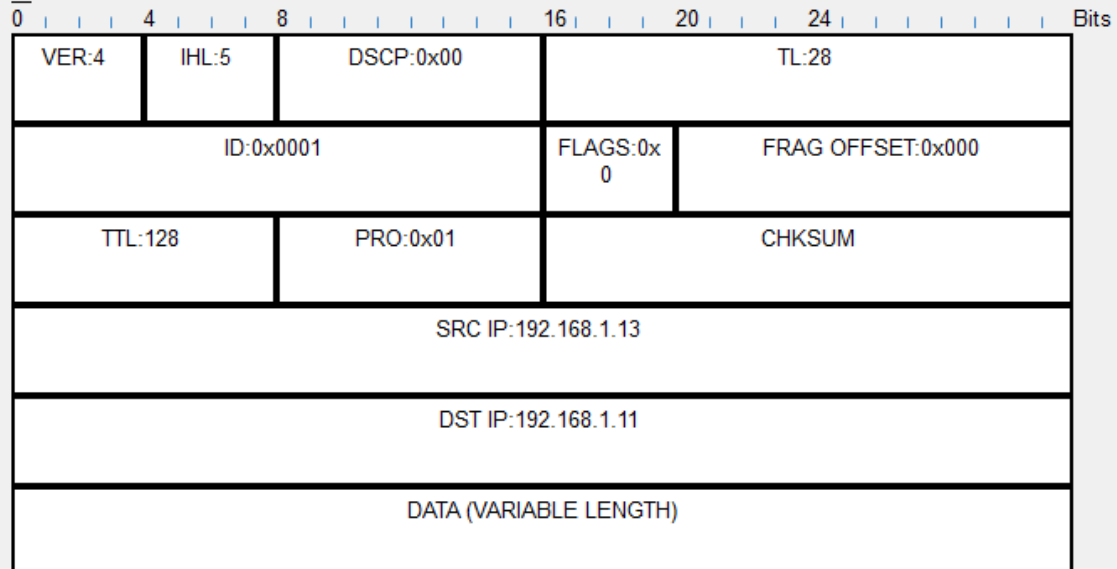 0 4 8 16 20 24 Bits
VER:4 IHL:5 DSCP:0x00 TL:28
ID:0x0001 FLAGS:0x FRAG OFFSET:0x000
0
TTL:128 PRO:0x01 CHKSUM
SRC IP:192.168.1.13
DST IP:192.168.1.11
DATA (VARIABLE LENGTH)